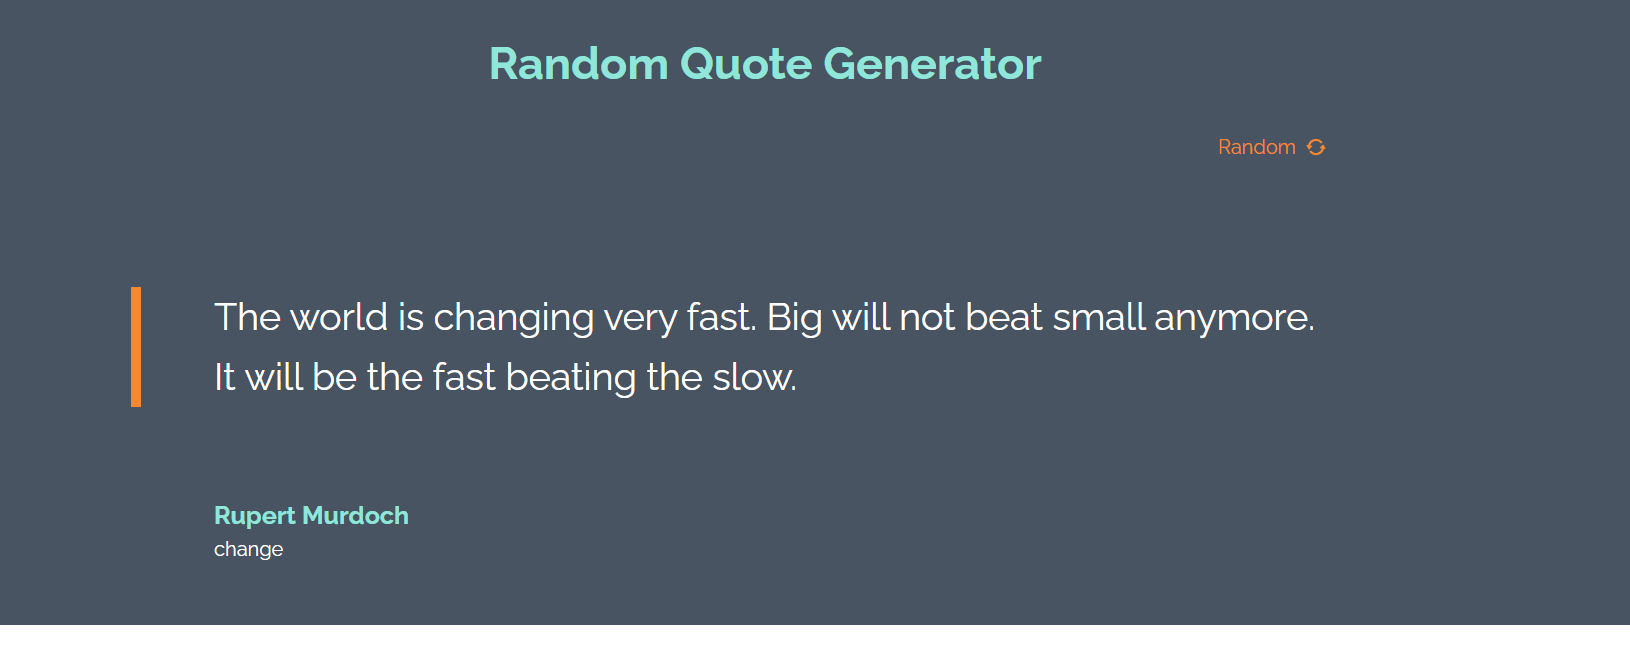 Random Quote Generator
Random
The world is changing very fast. Big will not beat small anymore.
It will be the fast beating the slow.
Rupert Murdoch
change